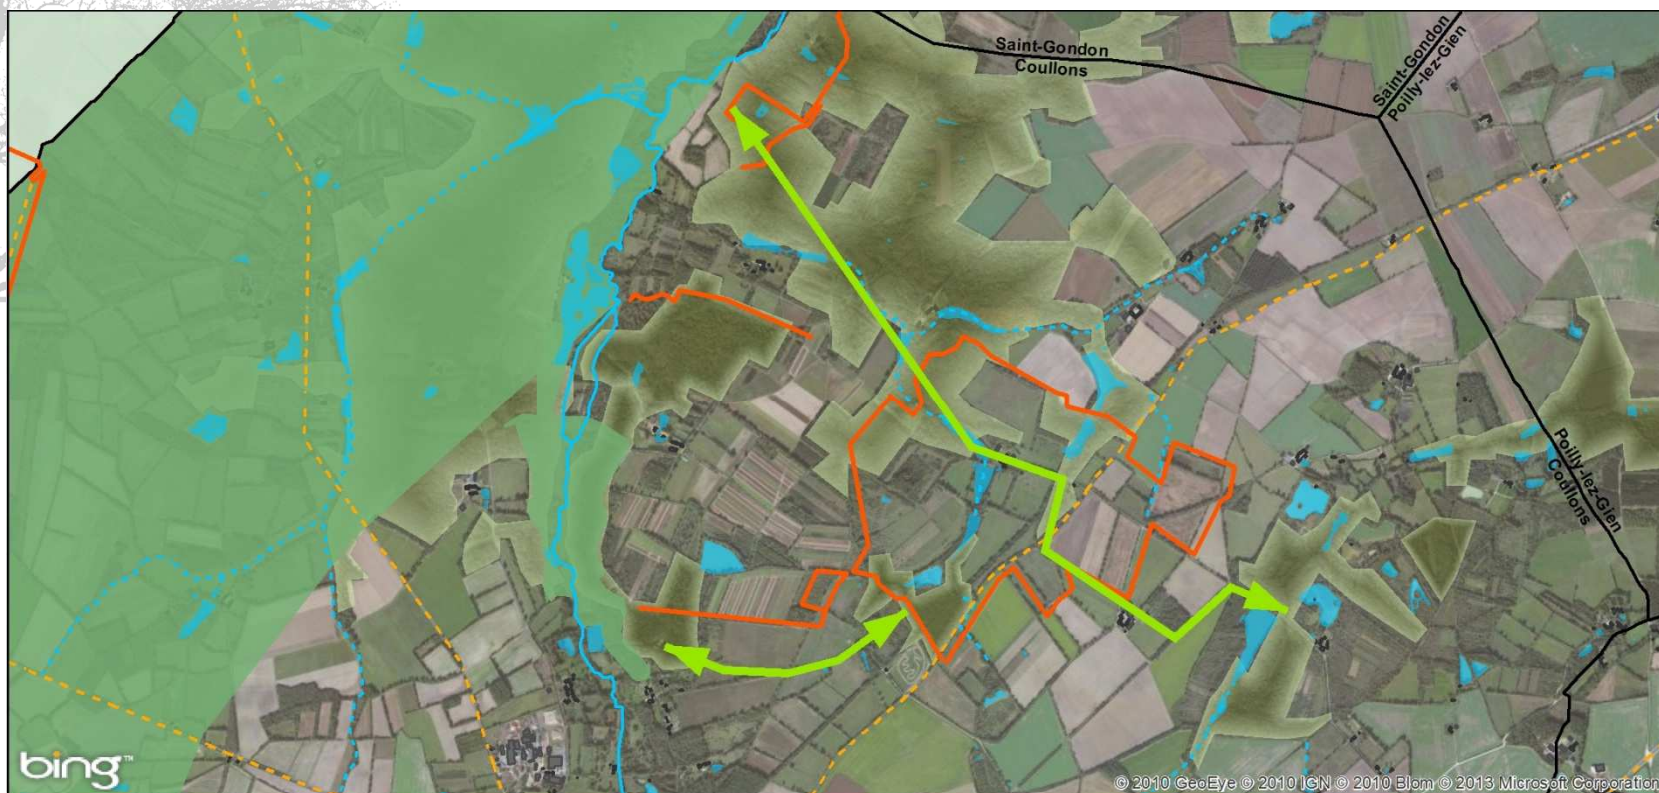 Saint-Gondon
Coullons
Saint-Gondon
Poilly-lez-Gien
Poilly-lez-Gien
Coullons
bing™
© 2010 GeoEye © 2010 IGN © 2010 Blom © 2013 Microsoft Corporation